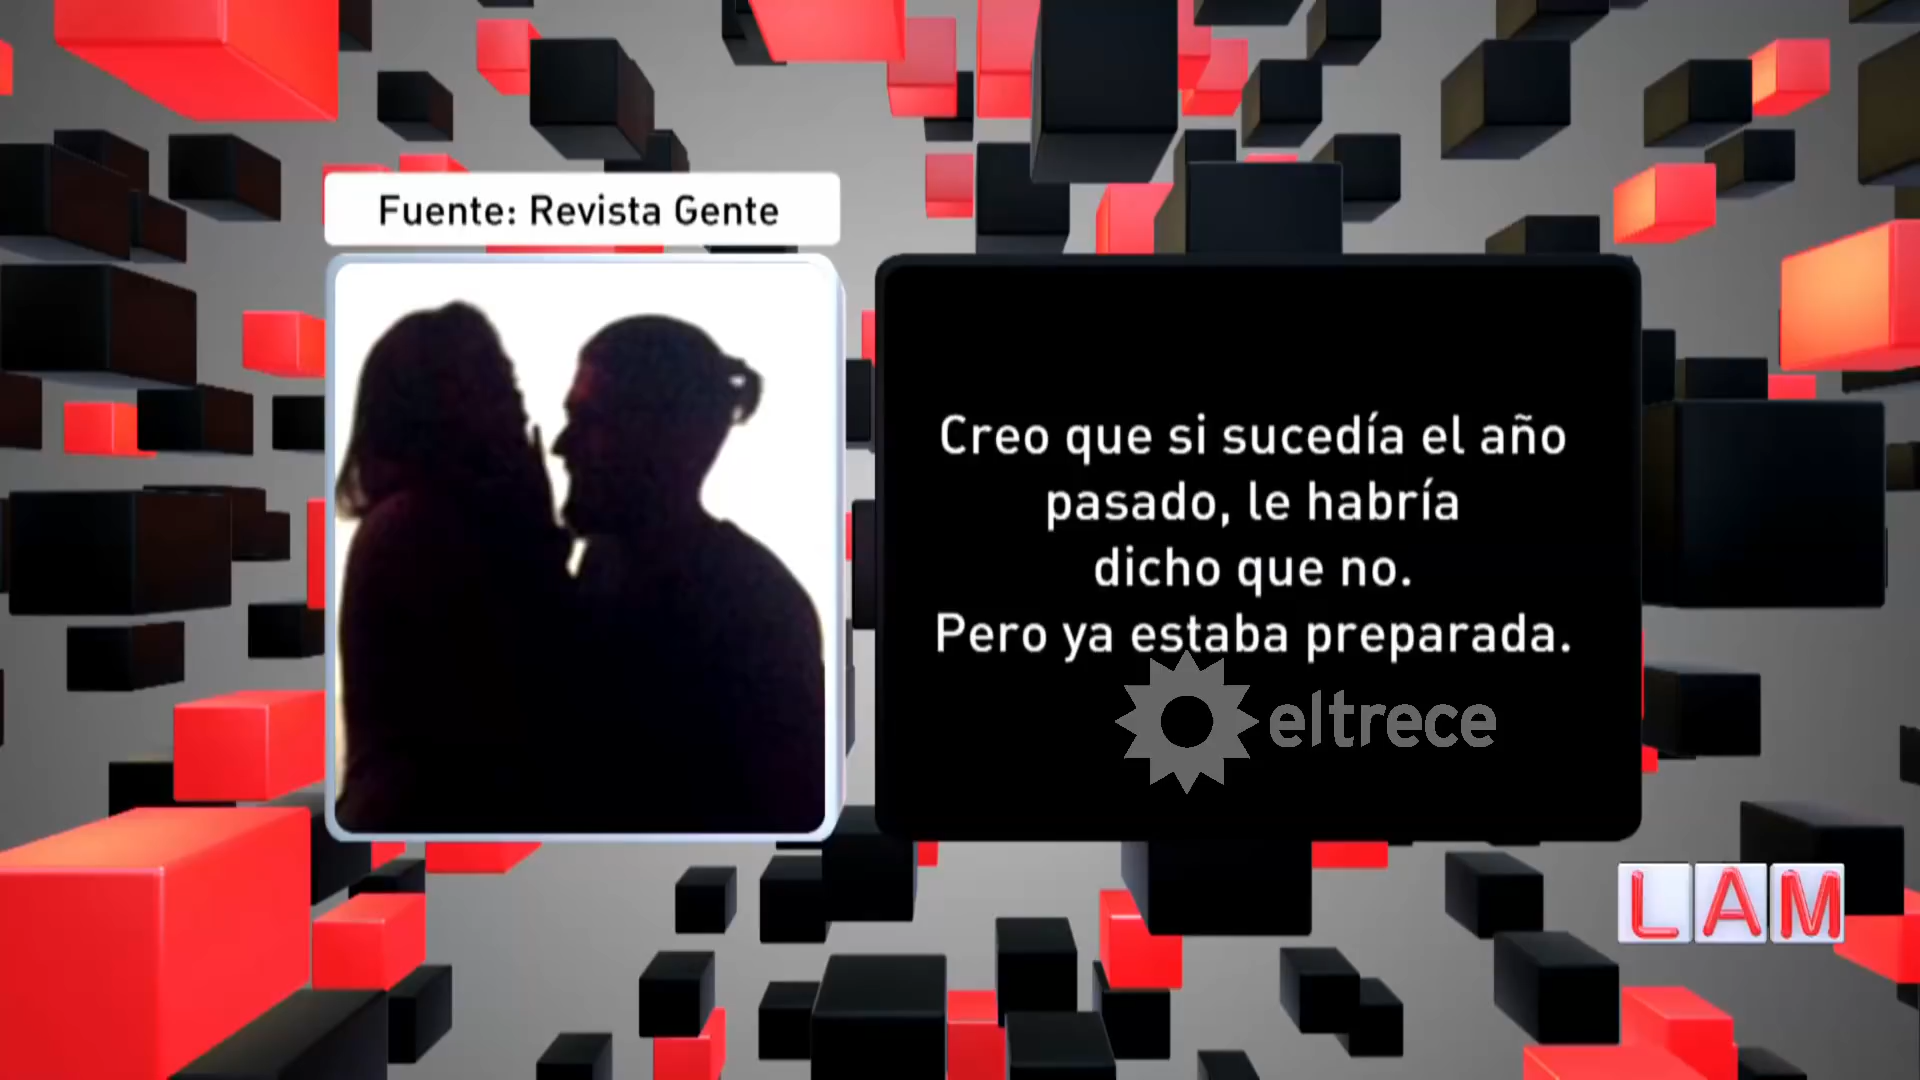 Fuente: Revista Gente
Creo que si sucedía el año
pasado, le habría
dicho que no.
Pero ya estaba preparada.
eltrece
LAM